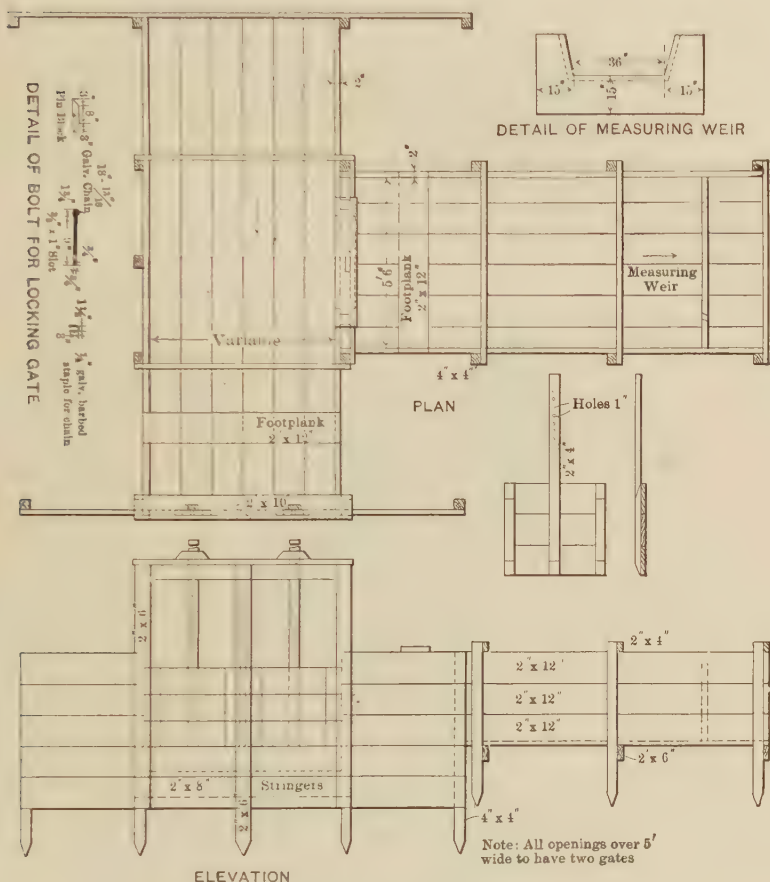 36"
15"
15"
15"
DETAIL OF MEASURING WEIR
DETAIL OF BOLT FOR LOCKING GATE
Pin Block
3" Galv. Chain
1" Slot
galv. barbed
staple for chain
2"
5'6"
Footplank
2" x 12"
Measuring
Weir
Variable
4" x 4"
PLAN
Footplank
2" x 12"
2" x 10
Holes 1"
2" x 4"
2" x 4"
2" x 12"
2" x 12"
2" x 12"
2" x 6"
2" x 8"
Stringers
4" x 4"
Note: All openings over 5'
wide to have two gates
ELEVATION